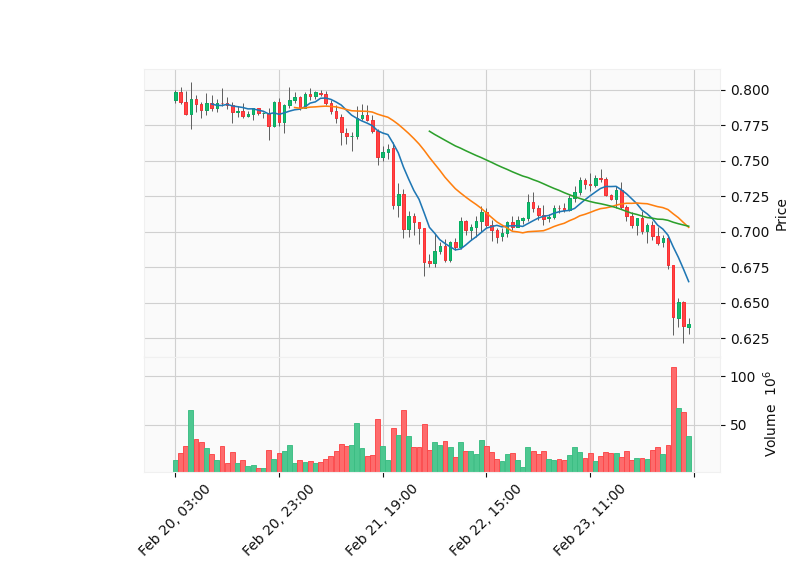 0.800
0.775
0.750
0.725
0.700
0.675
0.650
0.625
Price
100
50
Volume 10^6
Feb 20, 03:00
Feb 20, 23:00
Feb 21, 19:00
Feb 22, 15:00
Feb 23, 11:00